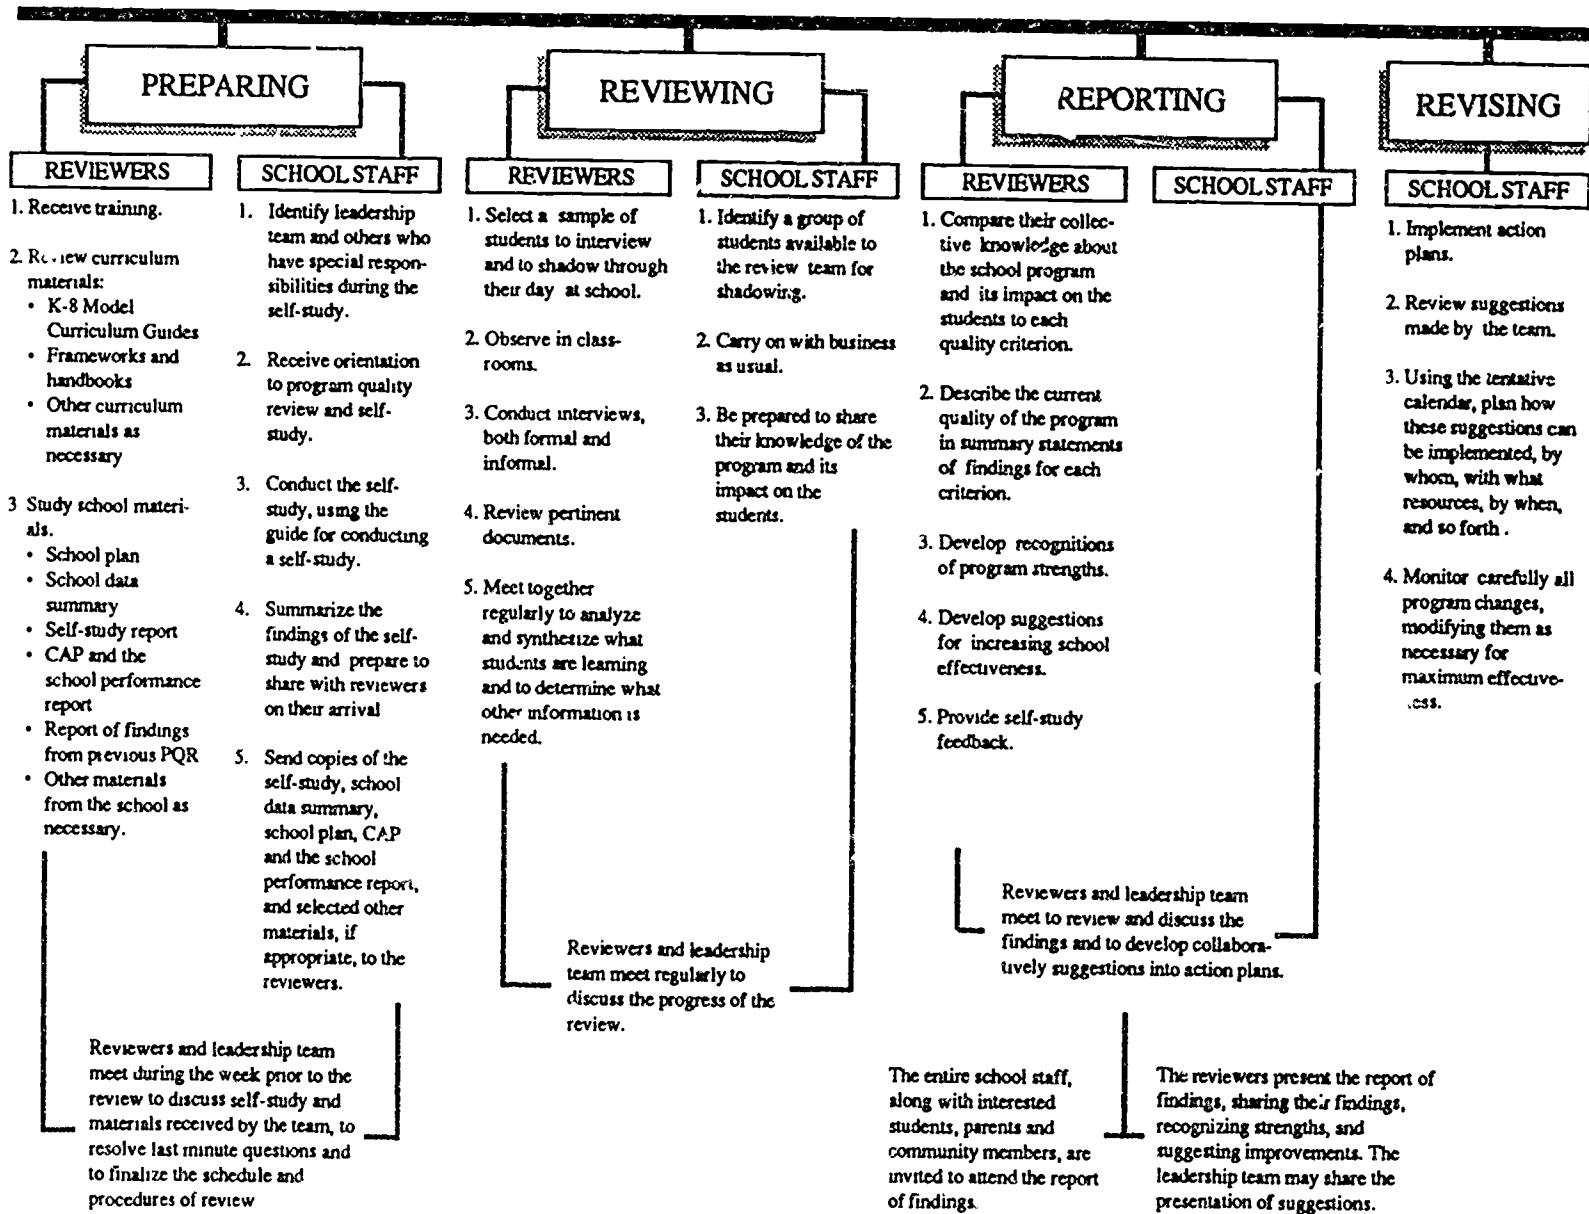 PREPARING
REVIEWERS
1. Receive training.
2. Review curriculum
materials:
• K-8 Model
Curriculum Guides
• Frameworks and
handbooks
• Other curriculum
materials as
necessary
3 Study school materi-
als.
• School plan
• School data
summary
• Self-study report
• CAP and the
school performance
report
• Report of findings
from previous PQR
• Other materials
from the school as
necessary.
SCHOOL STAFF
1. Identify leadership
team and others who
have special respon-
sibilities during the
self-study.
2. Receive orientation
to program quality
review and self-
study.
3. Conduct the self-
study, using the
guide for conducting
a self-study.
4. Summarize the
findings of the self-
study and prepare to
share with reviewers
on their arrival
5. Send copies of the
self-study, school
data summary,
school plan, CAP
and the school
performance report,
and selected other
materials, if
appropriate, to the
reviewers.
Reviewers and leadership team
meet during the week prior to the
review to discuss self-study and
materials received by the team, to
resolve last minute questions and
to finalize the schedule and
procedures of review
REVIEWING
REVIEWERS
1. Select a sample of
students to interview
and to shadow through
their day at school.
2. Observe in class-
rooms.
3. Conduct interviews,
both formal and
informal.
4. Review pertinent
documents.
5. Meet together
regularly to analyze
and synthesize what
students are learning
and to determine what
other information is
needed.
SCHOOL STAFF
1. Identify a group of
students available to
the review team for
shadowing.
2. Carry on with business
as usual.
3. Be prepared to share
their knowledge of the
program and its
impact on the
students.
Reviewers and leadership
team meet regularly to
discuss the progress of the
review.
REPORTING
REVIEWERS
1. Compare their collec-
tive knowledge about
the school program
and its impact on the
students to each
quality criterion.
2. Describe the current
quality of the program
in summary statements
of findings for each
criterion.
3. Develop recognitions
of program strengths.
4. Develop suggestions
for increasing school
effectiveness.
5. Provide self-study
feedback.
SCHOOL STAFF
Reviewers and leadership team
meet to review and discuss the
findings and to develop collabora-
tively suggestions into action plans.
The entire school staff,
along with interested
students, parents and
community members, are
invited to attend the report
of findings.
The reviewers present the report of
findings, sharing their findings,
recognizing strengths, and
suggesting improvements. The
leadership team may share the
presentation of suggestions.
REVISING
SCHOOL STAFF
1. Implement action
plans.
2. Review suggestions
made by the team.
3. Using the tentative
calendar, plan how
these suggestions can
be implemented, by
whom, with what
resources, by when,
and so forth .
4. Monitor carefully all
program changes,
modifying them as
necessary for
maximum effective-
ness.